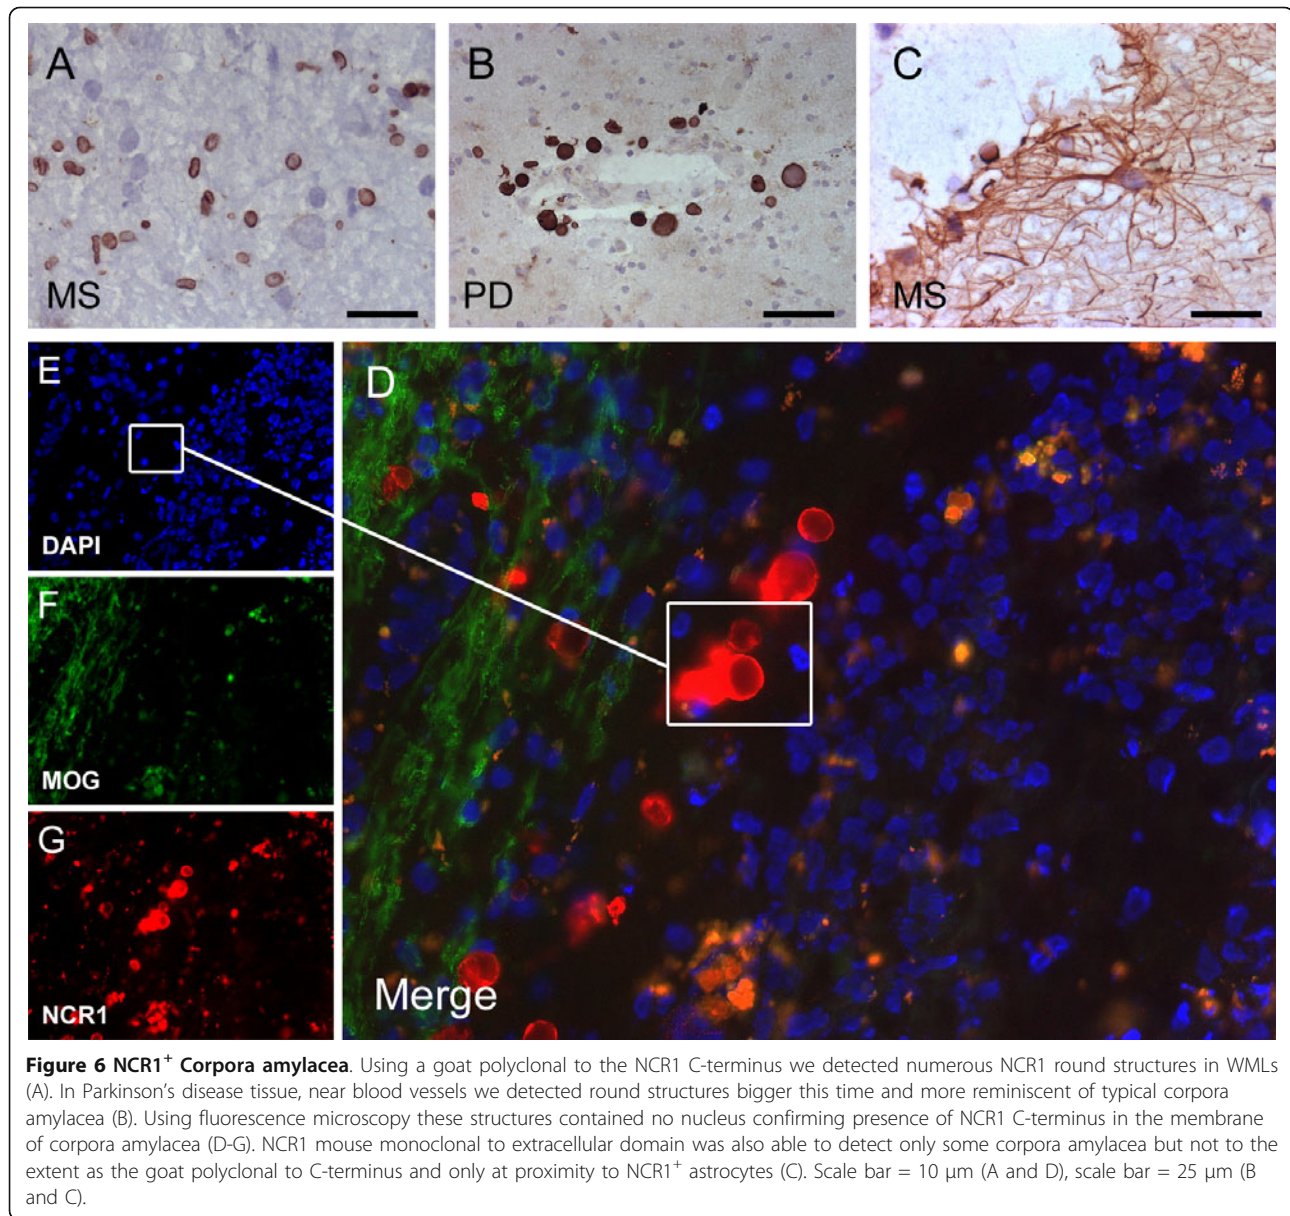 A
MS
B
PD
C
MS
E
DAPI
D
Merge
F
MOG
G
NCR1
Figure 6 NCR1+ Corpora amylacea. Using a goat polyclonal to the NCR1 C-terminus we detected numerous NCR1 round structures in WMLs
(A). In Parkinson's disease tissue, near blood vessels we detected round structures bigger this time and more reminiscent of typical corpora
amylacea (B). Using fluorescence microscopy these structures contained no nucleus confirming presence of NCR1 C-terminus in the membrane
of corpora amylacea (D-G). NCR1 mouse monoclonal to extracellular domain was also able to detect only some corpora amylacea but not to the
extent as the goat polyclonal to C-terminus and only at proximity to NCR1+ astrocytes (C). Scale bar = 10 μm (A and D), scale bar = 25 μm (B
and C).